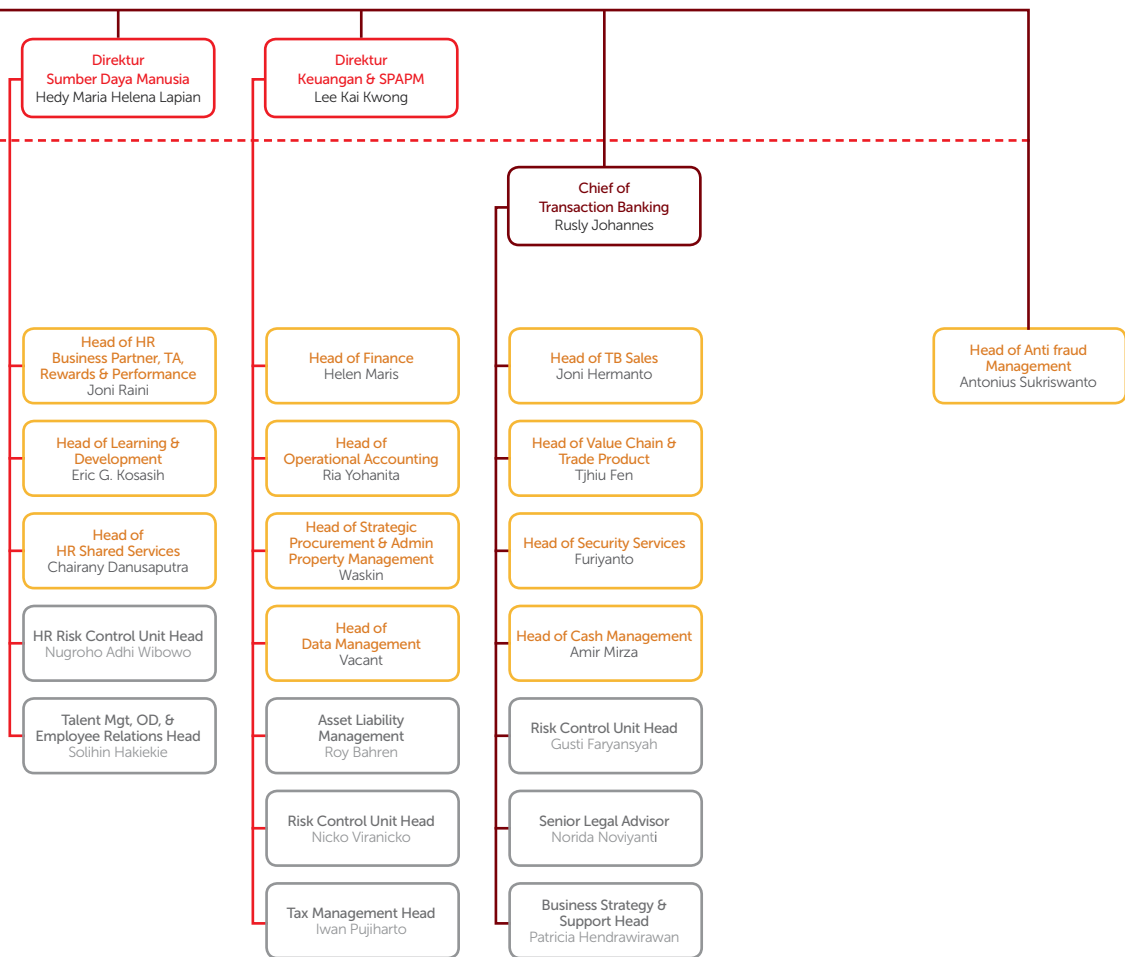 Direktur
Sumber Daya Manusia
Hedy Maria Helena Lapian
Direktur
Keuangan & SPAPM
Lee Kai Kwong
Chief of
Transaction Banking
Rusly Johannes
Head of HR
Business Partner, TA,
Rewards & Performance
Joni Raini
Head of Learning &
Development
Eric G. Kosasih
Head of
HR Shared Services
Chairany Danusaputra
HR Risk Control Unit Head
Nugroho Adhi Wibowo
Talent Mgt, OD, &
Employee Relations Head
Solihin Hakiekie
Head of Finance
Helen Maris
Head of
Operational Accounting
Ria Yohanita
Head of Strategic
Procurement & Admin
Property Management
Waskin
Head of
Data Management
Vacant
Asset Liability
Management
Roy Bahren
Risk Control Unit Head
Nicko Viranicko
Tax Management Head
Iwan Pujiharto
Head of TB Sales
Joni Hermanto
Head of Value Chain &
Trade Product
Tjhiu Fen
Head of Security Services
Furiyanto
Head of Cash Management
Amir Mirza
Risk Control Unit Head
Gusti Faryansyah
Senior Legal Advisor
Norida Noviyanti
Business Strategy &
Support Head
Patricia Hendrawirawan
Head of Anti fraud
Management
Antonius Sukriswanto